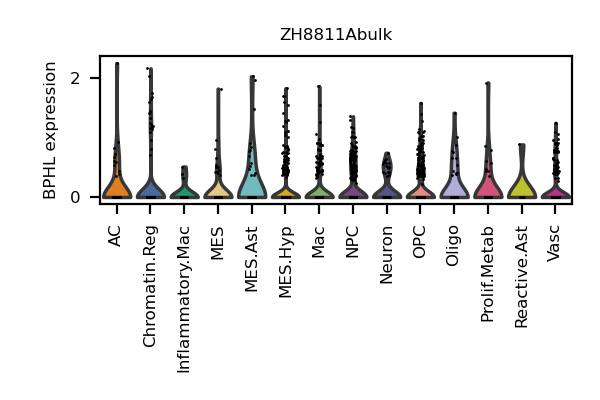 ZH8811Abulk
BPHL expression
2
0
AC
Chromatin.Reg
Inflammatory.Mac
MES
MES.Ast
MES.Hyp
Mac
NPC
Neuron
OPC
Oligo
Prolif.Metab
Reactive.Ast
Vasc